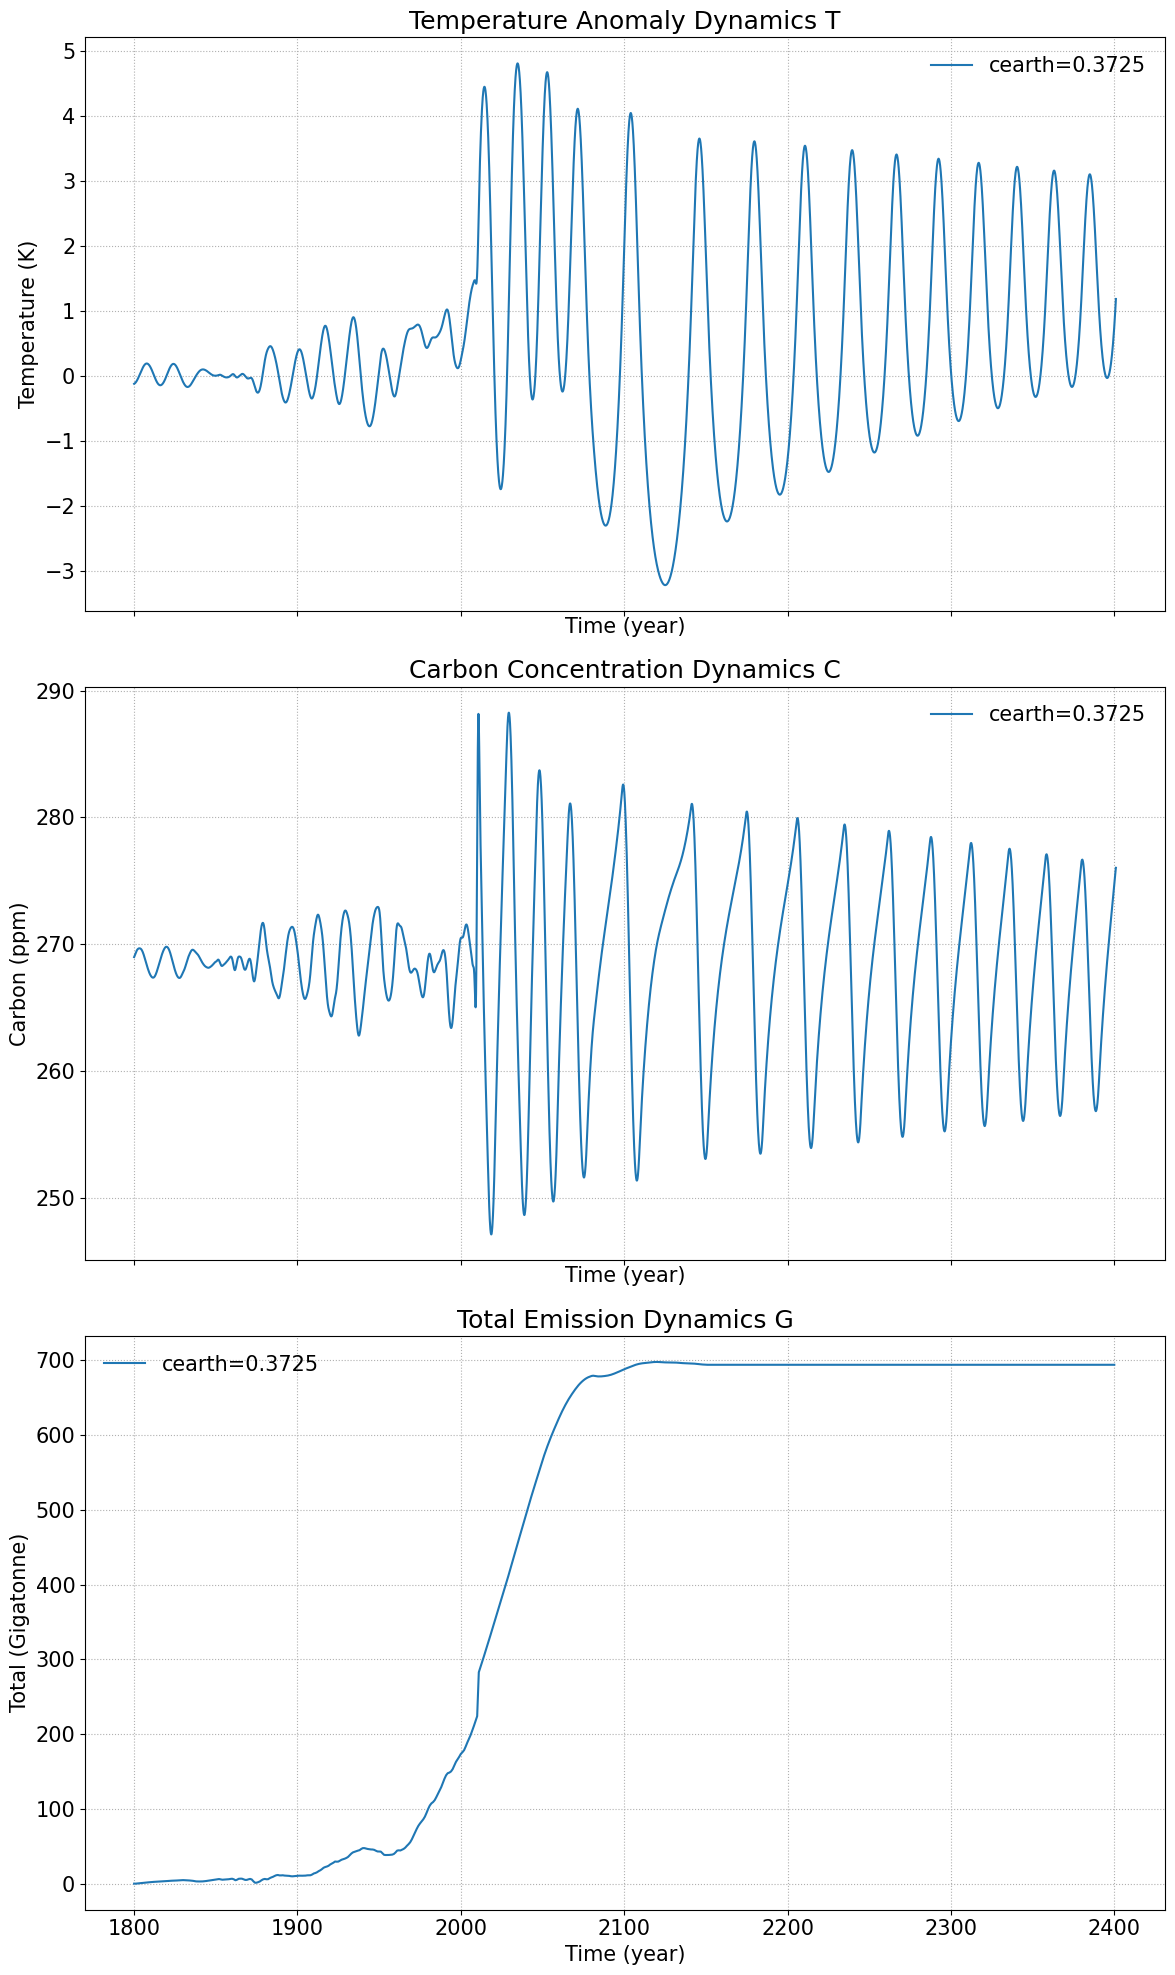 Temperature Anomaly Dynamics T
cearth=0.3725
5
4
3
2
1
0
−1
−2
−3
Temperature (K)
Time (year)
Carbon Concentration Dynamics C
cearth=0.3725
290
280
270
260
250
Carbon (ppm)
Time (year)
Total Emission Dynamics G
cearth=0.3725
700
600
500
400
300
200
100
0
Total (Gigatonne)
1800 1900 2000 2100 2200 2300 2400
Time (year)